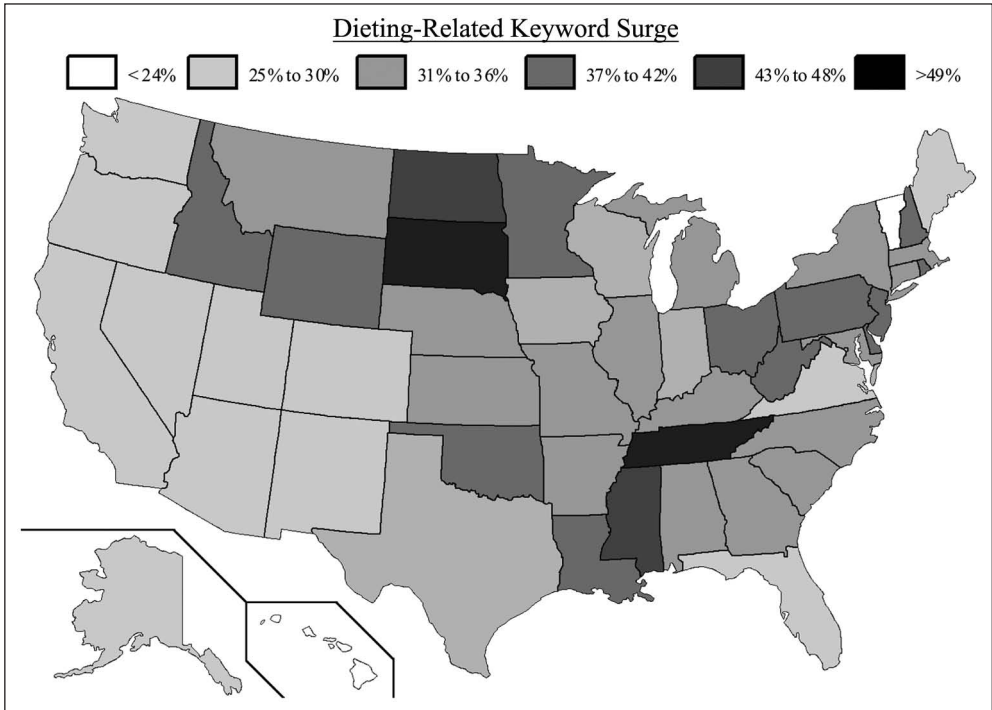 Dieting-Related Keyword Surge
< 24% 25% to 30% 31% to 36% 37% to 42% 43% to 48% >49%